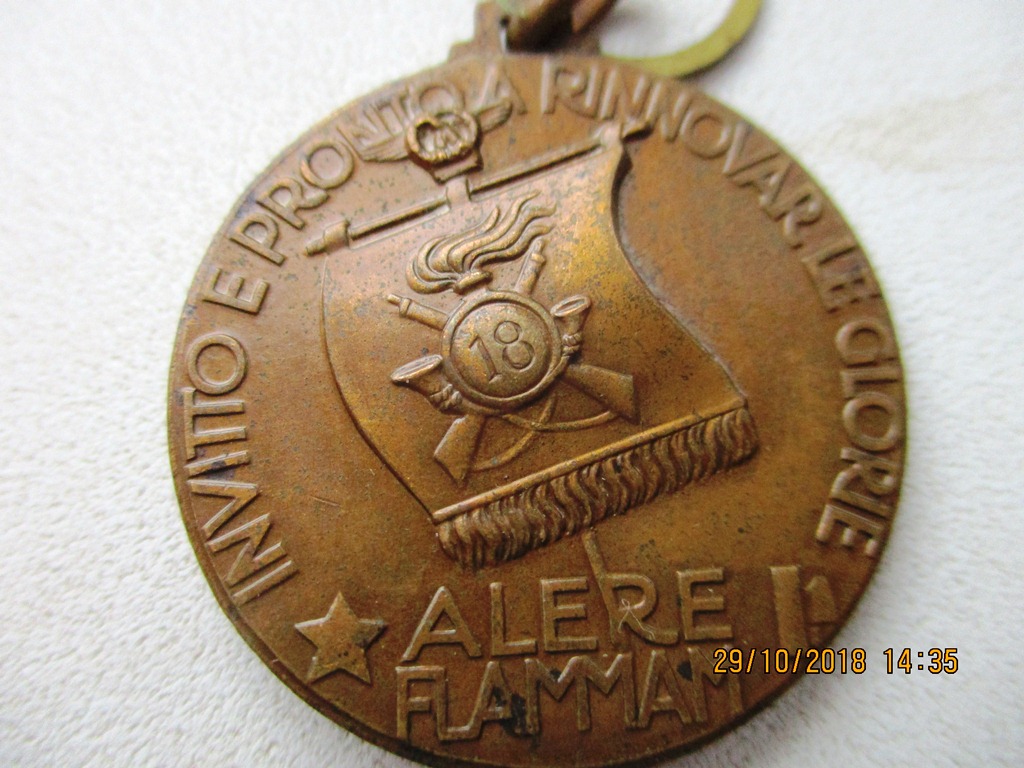 INVITTO E PRONTO A RINNOVAR LE GLORIE
18
ALERE
FLAMMAM
29/10/2018 14:35